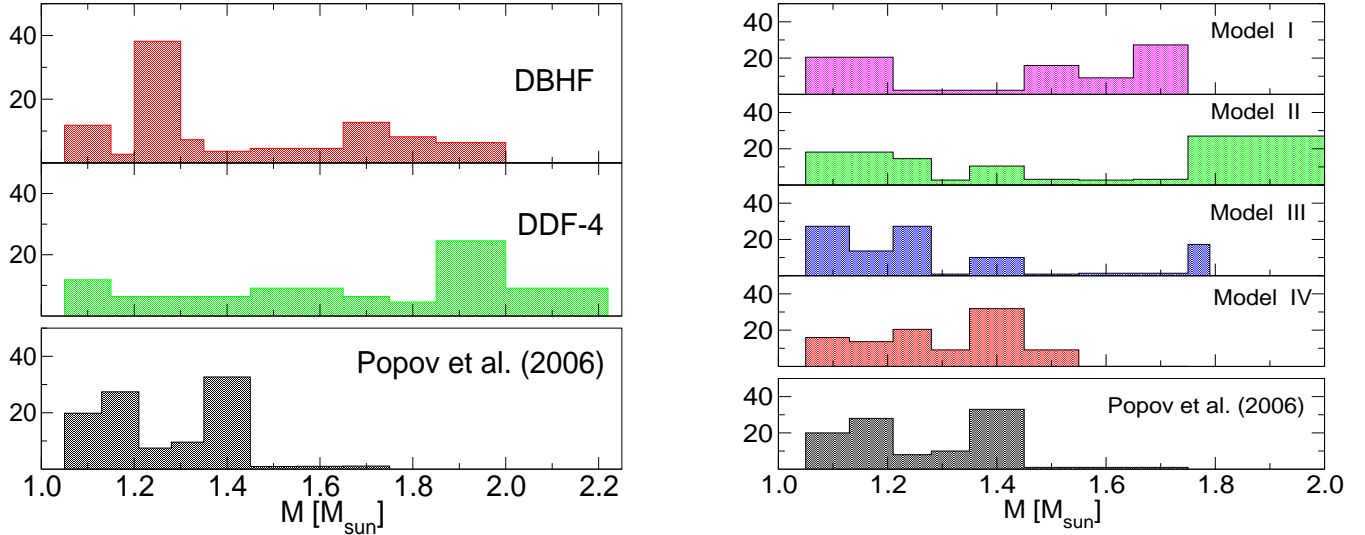 40
20
DBHF
40
20
DDF-4
40
20
Popov et al. (2006)
1.0 1.2 1.4 1.6 1.8 2.0 2.2
M [M_sun]
40
20
Model I
40
20
Model II
40
20
Model III
40
20
Model IV
40
20
Popov et al. (2006)
1.0 1.2 1.4 1.6 1.8 2.0
M [M_sun]